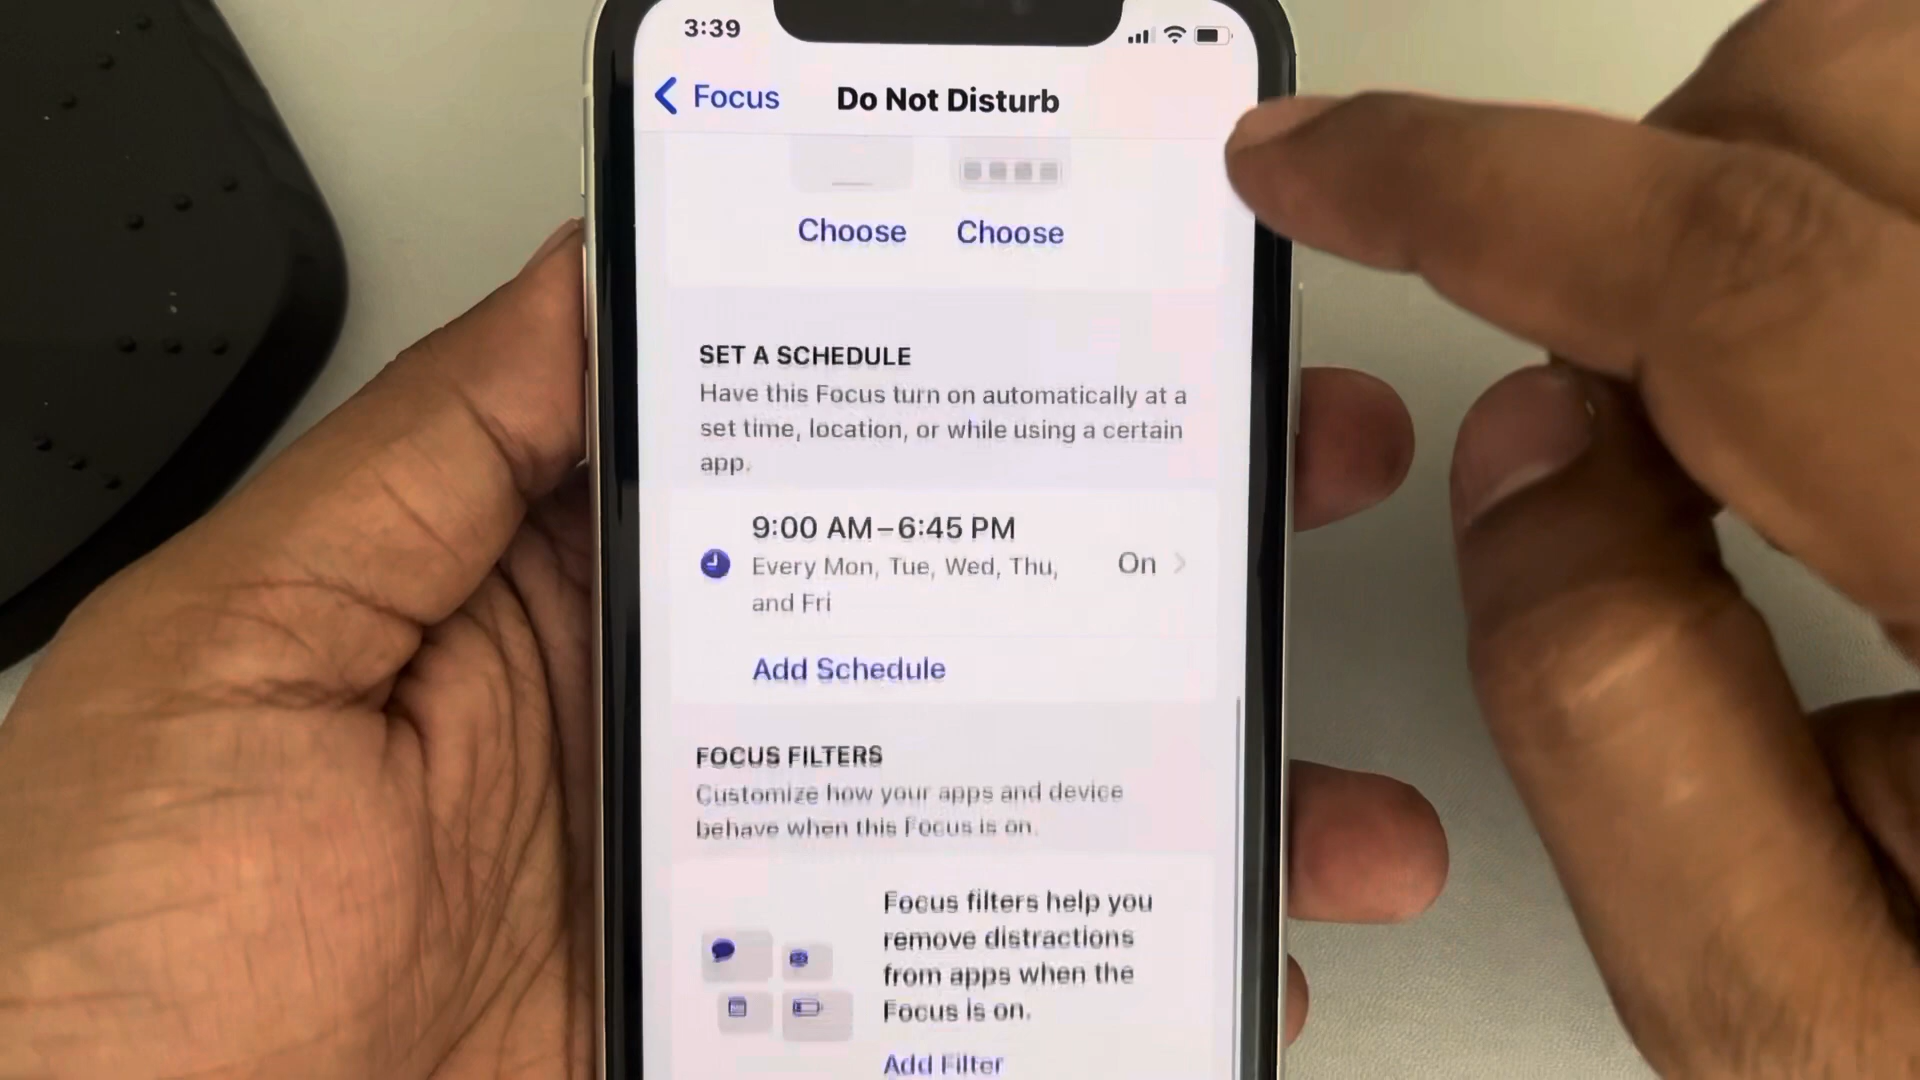 3:39
Focus
Do Not Disturb
Choose
Choose
SET A SCHEDULE
Have this Focus turn on automatically at a
set time, location, or while using a certain
app.
9:00 AM–6:45 PM
Every Mon, Tue, Wed, Thu,
and Fri
On
Add Schedule
FOCUS FILTERS
Customize how your apps and device
behave when this Focus is on.
Focus filters help you
remove distractions
from apps when the
Focus is on.
Add Filter